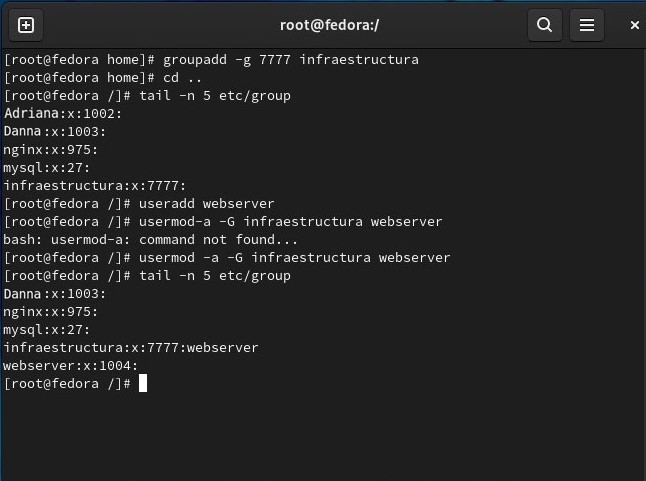 root@fedora:/
[root@fedora home]# groupadd -g 7777 infraestructura
[root@fedora home]# cd ..
[root@fedora /]# tail -n 5 etc/group
Adriana:x:1002:
Danna:x:1003:
nginx:x:975:
mysql:x:27:
infraestructura:x:7777:
[root@fedora /]# useradd webserver
[root@fedora /]# usermod-a -G infraestructura webserver
bash: usermod-a: command not found...
[root@fedora /]# usermod -a -G infraestructura webserver
[root@fedora /]# tail -n 5 etc/group
Danna:x:1003:
nginx:x:975:
mysql:x:27:
infraestructura:x:7777:webserver
webserver:x:1004:
[root@fedora /]#